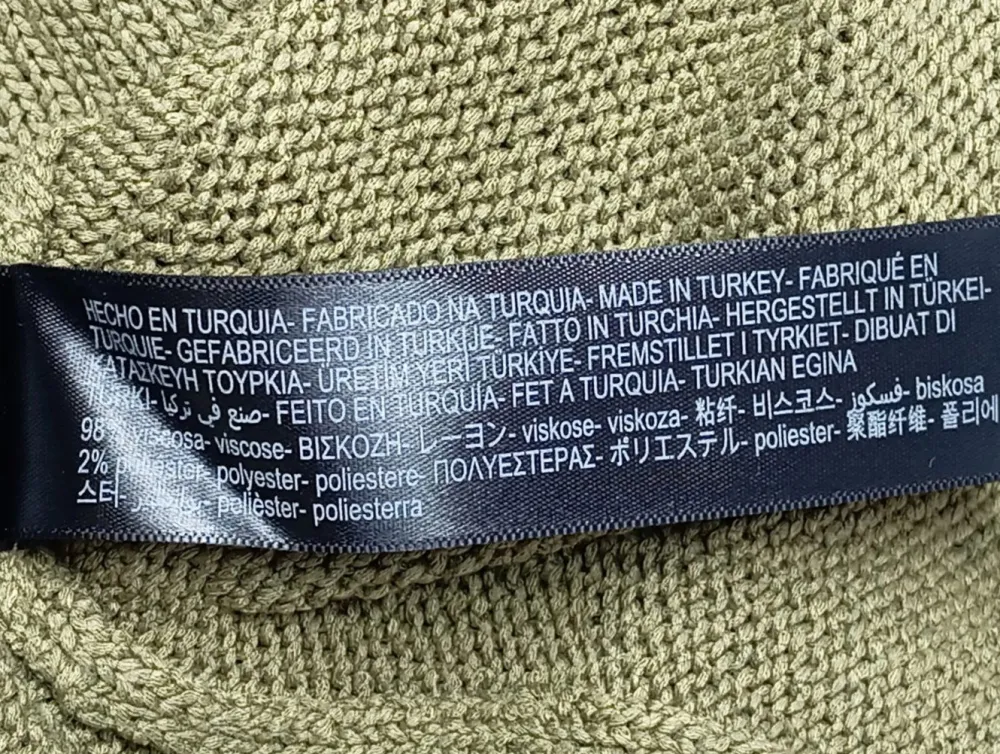 HECHO EN TURQUIA- FABRICADO NA TURQUIA- MADE IN TURKEY- FABRIQUÉ EN
TURQUIE- GEFABRICEERD IN TURKIJE- FATTO IN TURCHIA- HERGESTELLT IN TÜRKEI-
ΚΑΤΑΣΚΕΥΗ ΤΟΥΡΚΙΑ- ÜRETİM YERİ TÜRKİYE- FREMSTILLET I TYRKIET- DIBUAT DI
صنع في تركيا- FEITO EN TURQUÍA- FET A TURQUIA- TURKIAN EGINA
viscosa- viscose- ΒΙΣΚΟΖΗ- レーヨン- viskose- viskoza- 粘纤- 비스코스- فسكوز- biskosa
2% poliester- polyester- poliestere- ΠΟΛΥΕΣΤΕΡΑΣ- ポリエステル- poliester- 聚酯纤维- 폴리에
스터- polièster- poliesterra